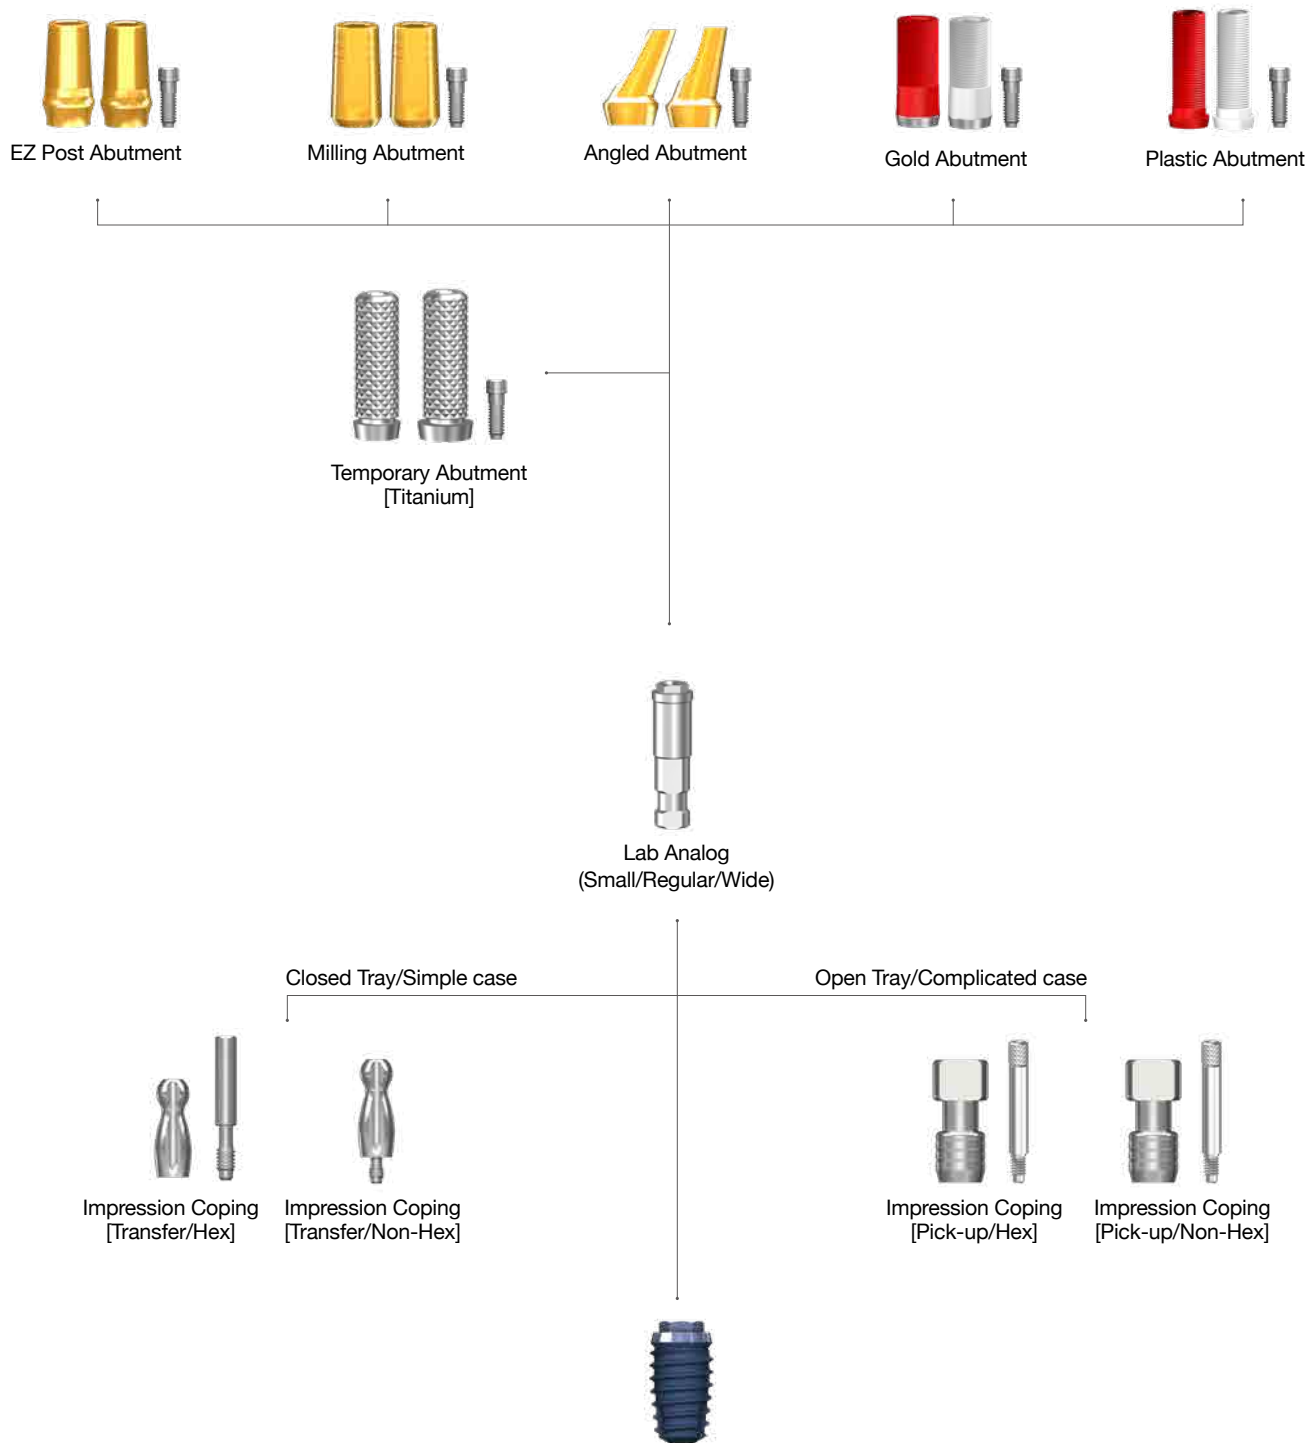 EZ Post Abutment
Milling Abutment
Angled Abutment
Gold Abutment
Plastic Abutment
Temporary Abutment
[Titanium]
Lab Analog
(Small/Regular/Wide)
Closed Tray/Simple case
Open Tray/Complicated case
Impression Coping
[Transfer/Hex]
Impression Coping
[Transfer/Non-Hex]
Impression Coping
[Pick-up/Hex]
Impression Coping
[Pick-up/Non-Hex]